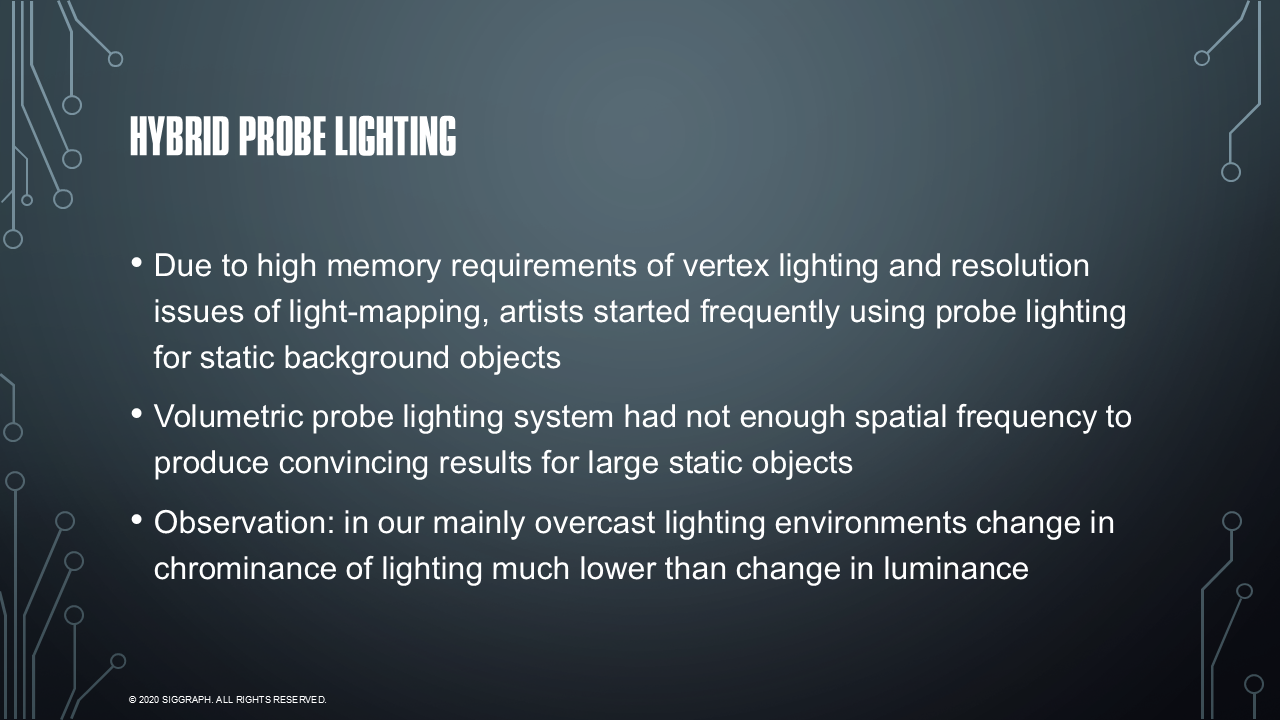 HYBRID PROBE LIGHTING
• Due to high memory requirements of vertex lighting and resolution
issues of light-mapping, artists started frequently using probe lighting
for static background objects
• Volumetric probe lighting system had not enough spatial frequency to
produce convincing results for large static objects
• Observation: in our mainly overcast lighting environments change in
chrominance of lighting much lower than change in luminance
© 2020 SIGGRAPH. ALL RIGHTS RESERVED.